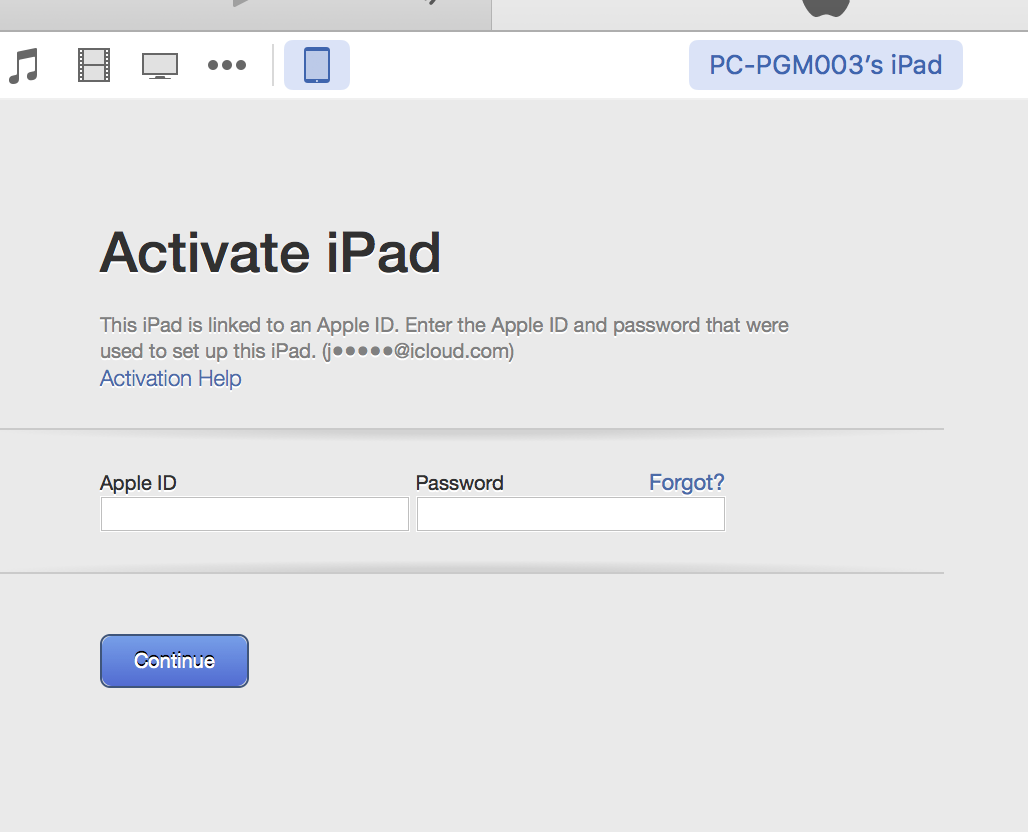 PC-PGM003’s iPad
Activate iPad
This iPad is linked to an Apple ID. Enter the Apple ID and password that were
used to set up this iPad. (j●●●●●@icloud.com)
Activation Help
Apple ID
Password
Forgot?
Continue